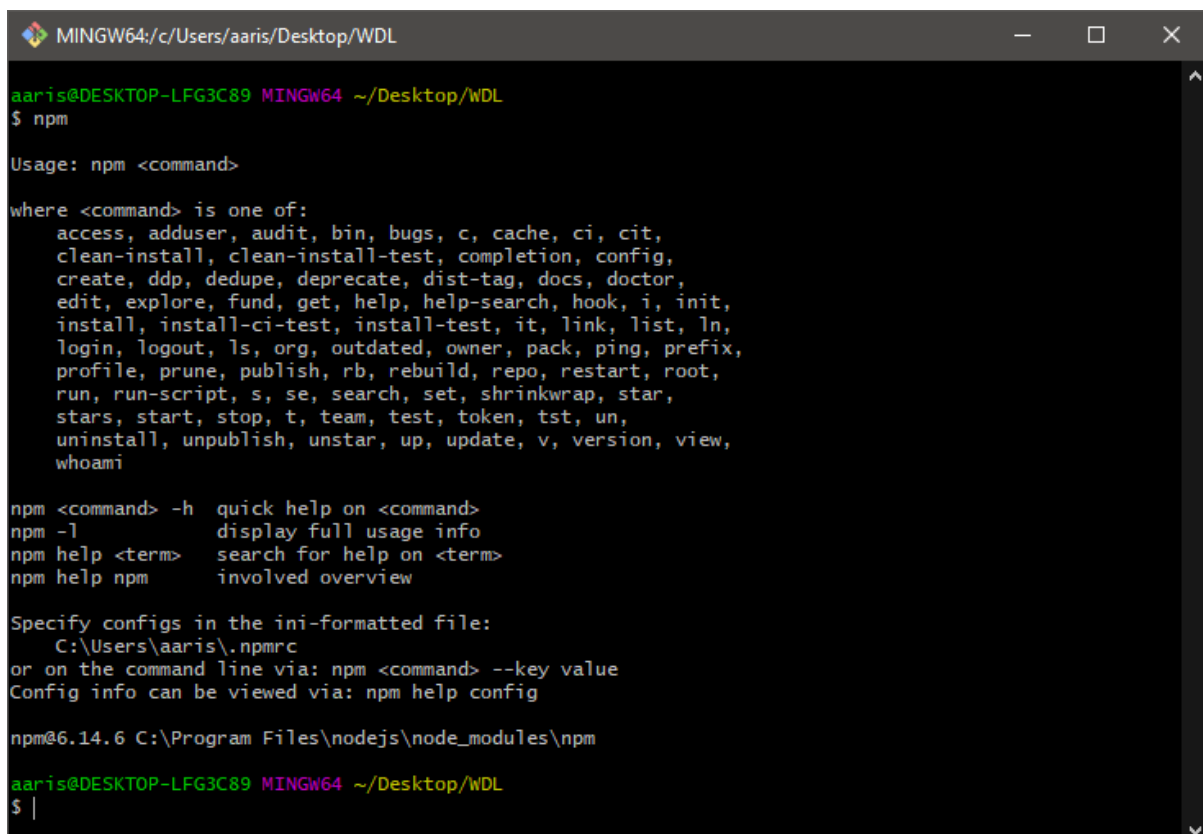 MINGW64:/c/Users/aaris/Desktop/WDL
aaris@DESKTOP-LFG3C89 MINGW64 ~/Desktop/WDL
$ npm
Usage: npm <command>
where <command> is one of:
access, adduser, audit, bin, bugs, c, cache, ci, cit,
clean-install, clean-install-test, completion, config,
create, ddp, dedupe, deprecate, dist-tag, docs, doctor,
edit, explore, fund, get, help, help-search, hook, i, init,
install, install-ci-test, install-test, it, link, list, ln,
login, logout, ls, org, outdated, owner, pack, ping, prefix,
profile, prune, publish, rb, rebuild, repo, restart, root,
run, run-script, s, se, search, set, shrinkwrap, star,
stars, start, stop, t, team, test, token, tst, un,
uninstall, unpublish, unstar, up, update, v, version, view,
whoami
npm <command> -h  quick help on <command>
npm -l            display full usage info
npm help <term>   search for help on <term>
npm help npm      involved overview
Specify configs in the ini-formatted file:
C:\Users\aaris\.npmrc
or on the command line via: npm <command> --key value
Config info can be viewed via: npm help config
npm@6.14.6 C:\Program Files\nodejs\node_modules\npm
aaris@DESKTOP-LFG3C89 MINGW64 ~/Desktop/WDL
$